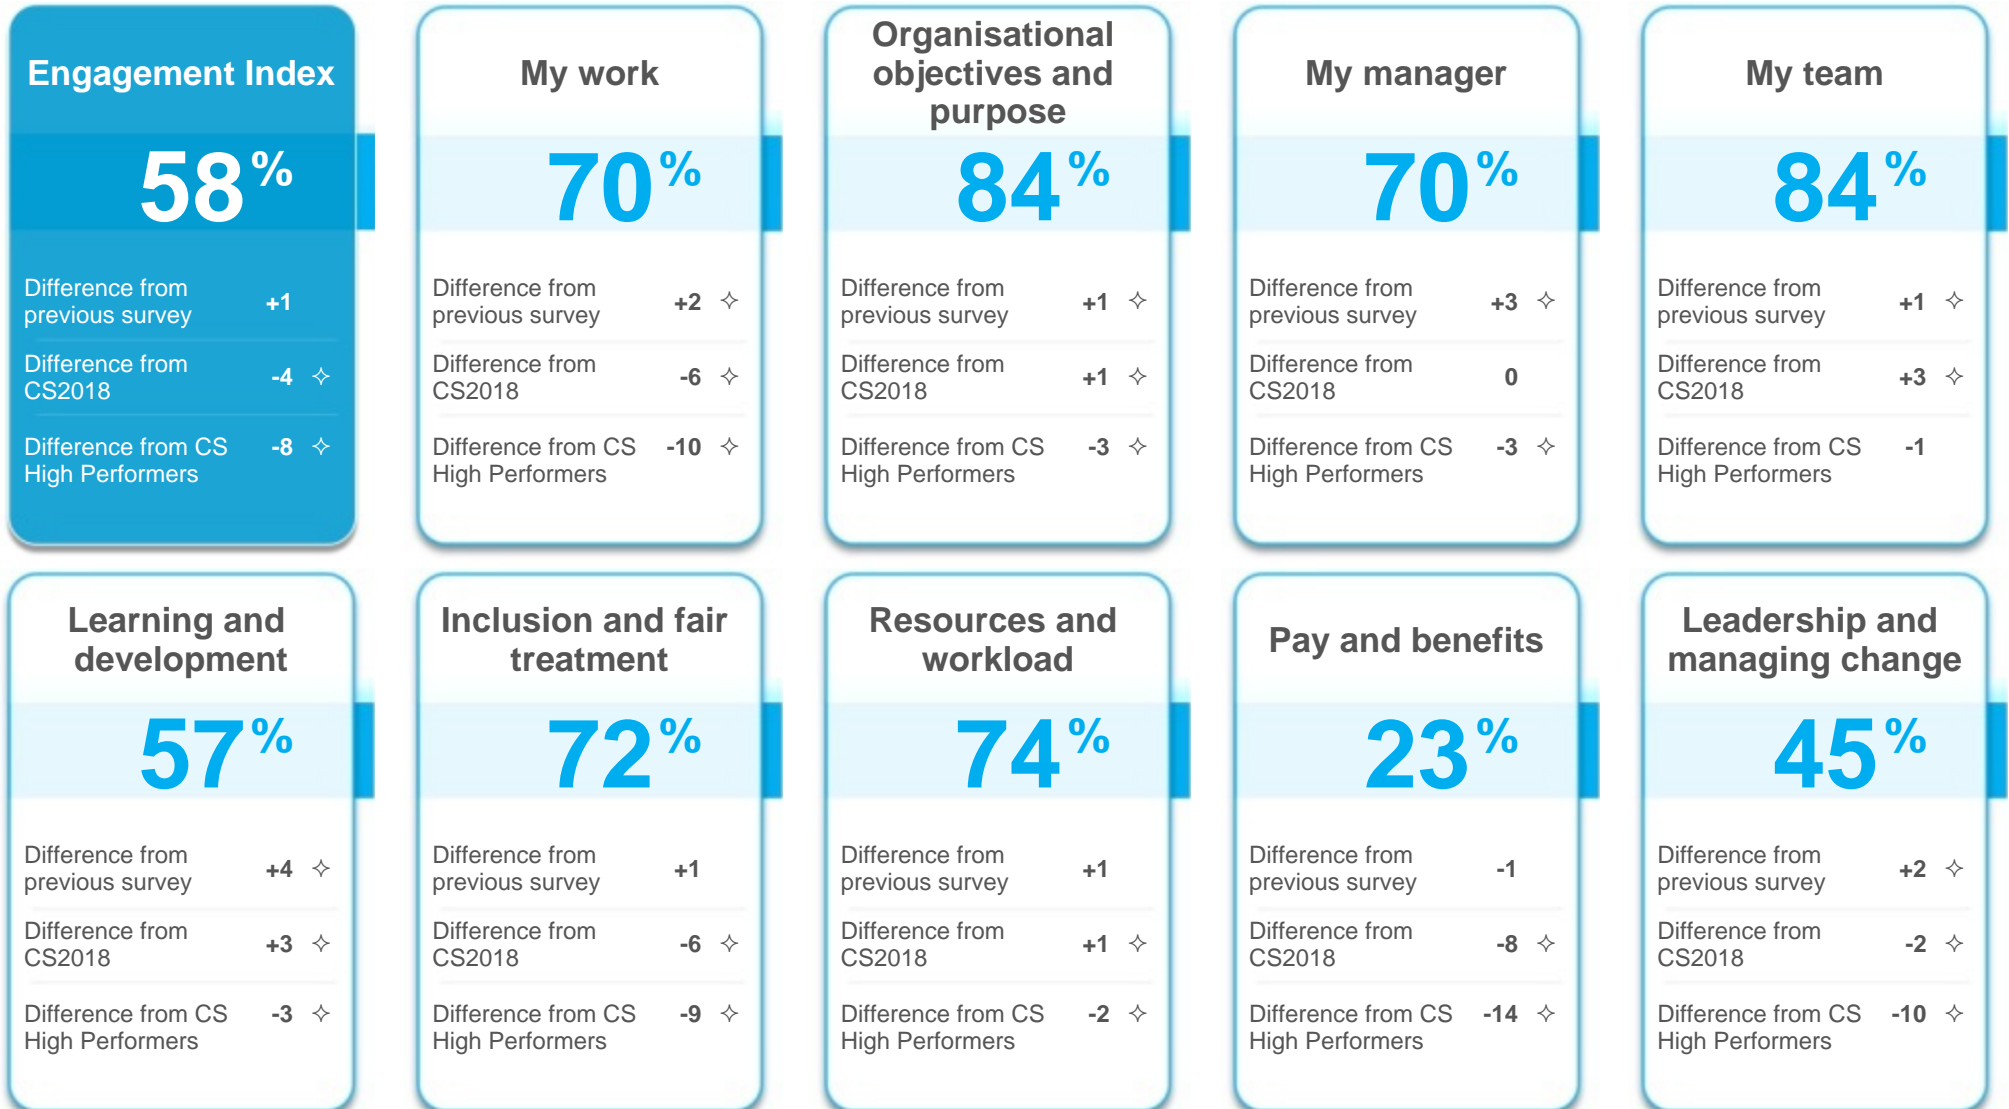 Engagement Index
58%
Difference from
previous survey +1
Difference from
CS2018 -4 ✧
Difference from CS
High Performers -8 ✧
My work
70%
Difference from
previous survey +2 ✧
Difference from
CS2018 -6 ✧
Difference from CS
High Performers -10 ✧
Organisational
objectives and
purpose
84%
Difference from
previous survey +1 ✧
Difference from
CS2018 +1 ✧
Difference from CS
High Performers -3 ✧
My manager
70%
Difference from
previous survey +3 ✧
Difference from
CS2018 0
Difference from CS
High Performers -3 ✧
My team
84%
Difference from
previous survey +1 ✧
Difference from
CS2018 +3 ✧
Difference from CS
High Performers -1
Learning and
development
57%
Difference from
previous survey +4 ✧
Difference from
CS2018 +3 ✧
Difference from CS
High Performers -3 ✧
Inclusion and fair
treatment
72%
Difference from
previous survey +1
Difference from
CS2018 -6 ✧
Difference from CS
High Performers -9 ✧
Resources and
workload
74%
Difference from
previous survey +1
Difference from
CS2018 +1 ✧
Difference from CS
High Performers -2 ✧
Pay and benefits
23%
Difference from
previous survey -1
Difference from
CS2018 -8 ✧
Difference from CS
High Performers -14 ✧
Leadership and
managing change
45%
Difference from
previous survey +2 ✧
Difference from
CS2018 -2 ✧
Difference from CS
High Performers -10 ✧